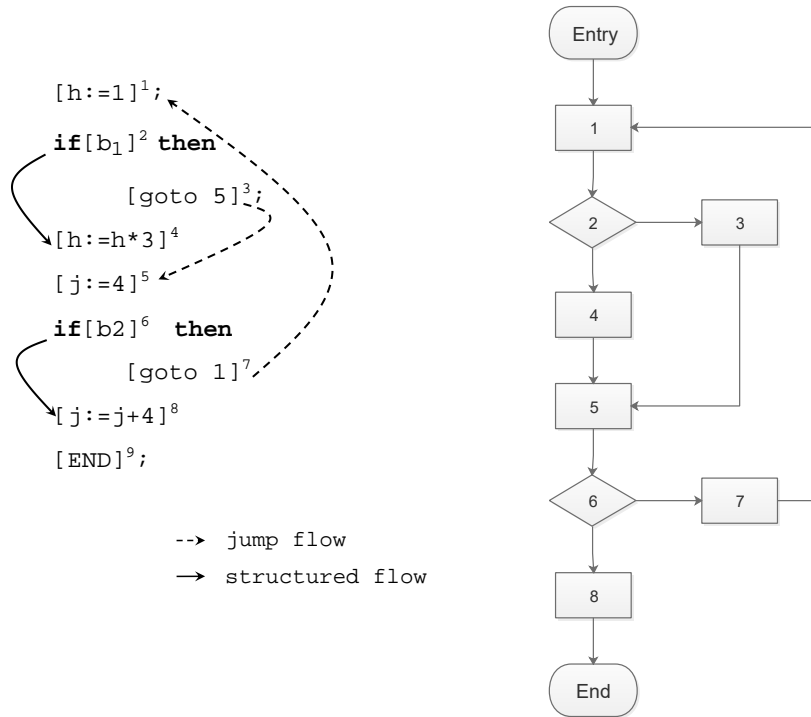 [h:=1]¹;
if[b₁]² then
[goto 5]³;
[h:=h*3]⁴
[j:=4]⁵
if[b2]⁶ then
[goto 1]⁷
[j:=j+4]⁸
[END]⁹;
jump flow
structured flow
Entry
1
2
3
4
5
6
7
8
End